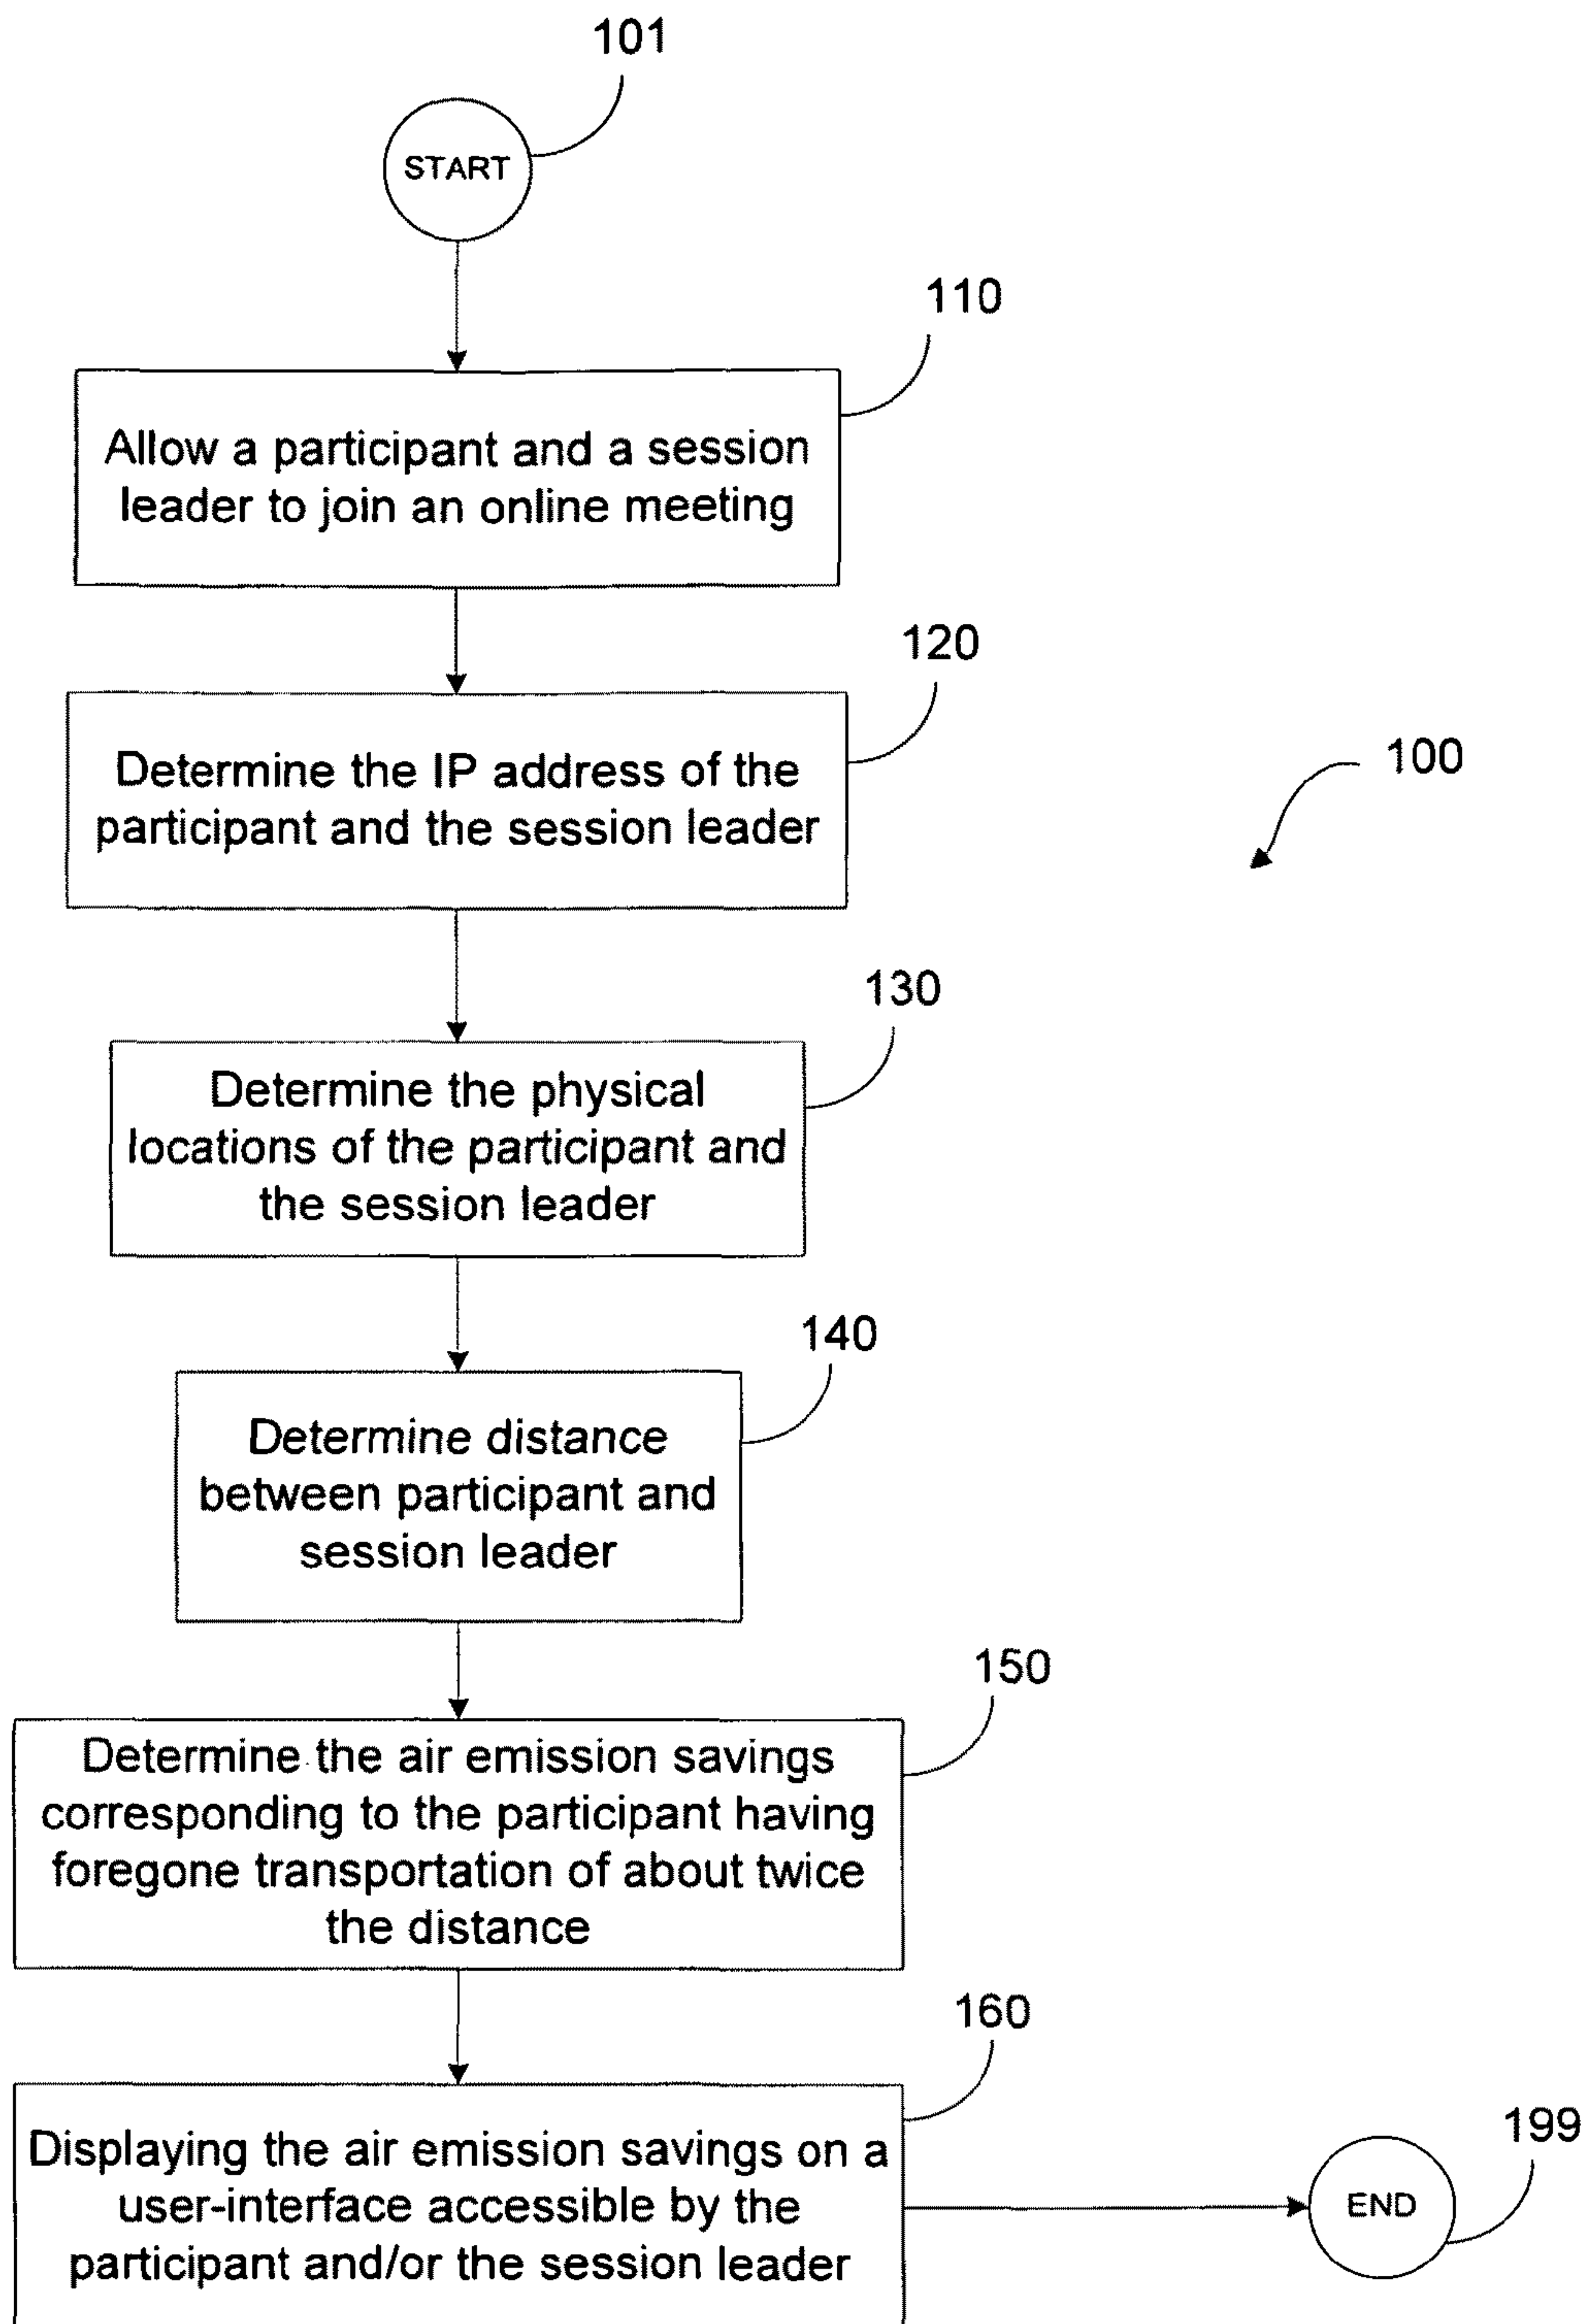 101
START
110
Allow a participant and a session
leader to join an online meeting
120
Determine the IP address of the
participant and the session leader
100
130
Determine the physical
locations of the participant and
the session leader
140
Determine distance
between participant and
session leader
150
Determine the air emission savings
corresponding to the participant having
foregone transportation of about twice
the distance
160
Displaying the air emission savings on a
user-interface accessible by the
participant and/or the session leader
199
END